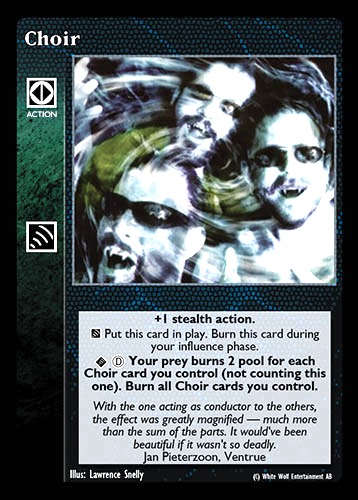 Choir
ACTION
+1 stealth action.
Put this card in play. Burn this card during
your influence phase.
D Your prey burns 2 pool for each
Choir card you control (not counting this
one). Burn all Choir cards you control.
With the one acting as conductor to the others,
the effect was greatly magnified — much more
than the sum of the parts. It would've been
beautiful if it wasn't so deadly.
Jan Pieterzoon, Ventrue
Illus: Lawrence Snelly
(C) White Wolf Entertainment AB